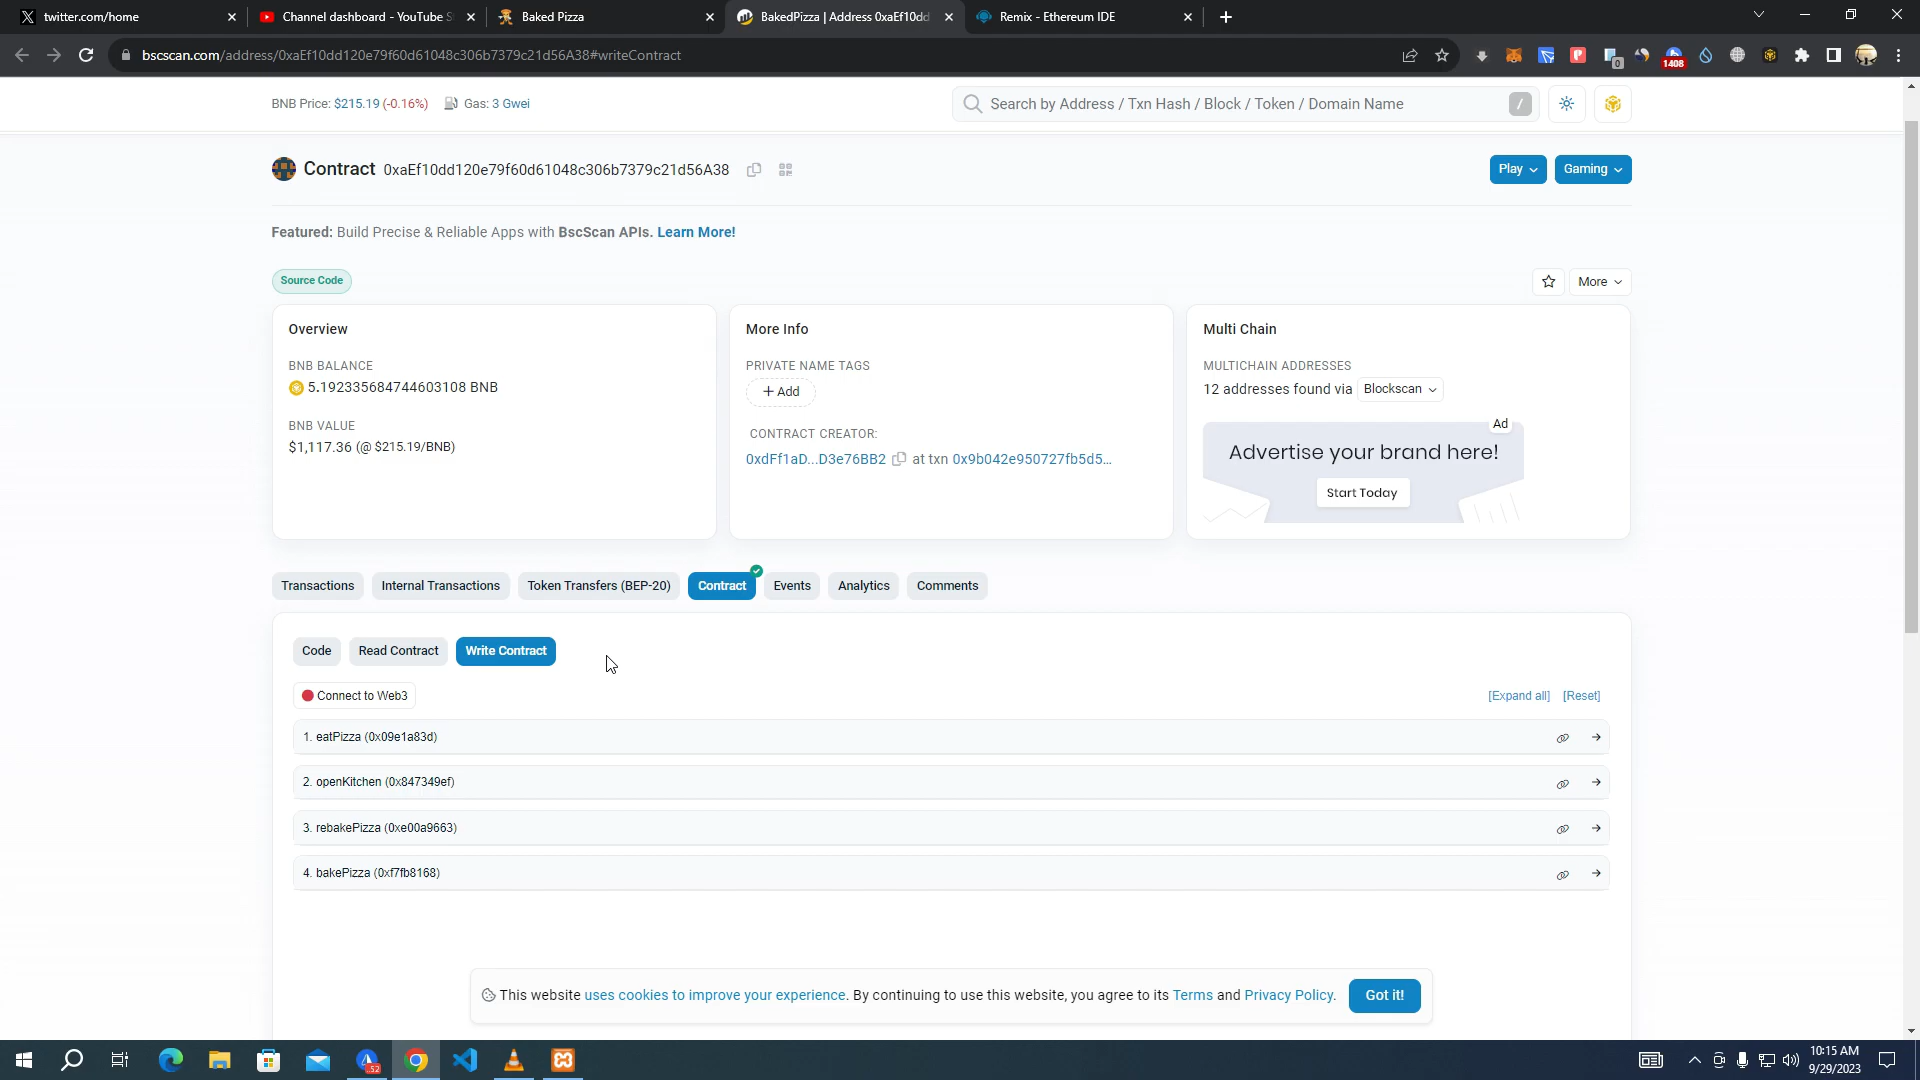 twitter.com/home
Channel dashboard - YouTube S
Baked Pizza
BakedPizza | Address 0xaEf10dd
Remix - Ethereum IDE
bscscan.com/address/0xaEf10dd120e79f60d61048c306b7379c21d56A38#writeContract
0
1408
BNB Price: $215.19 (-0.16%) Gas: 3 Gwei
Search by Address / Txn Hash / Block / Token / Domain Name /
Contract 0xaEf10dd120e79f60d61048c306b7379c21d56A38
Play
Gaming
Featured: Build Precise & Reliable Apps with BscScan APIs. Learn More!
Source Code
More
Overview
BNB BALANCE
5.192335684744603108 BNB
BNB VALUE
$1,117.36 (@ $215.19/BNB)
More Info
PRIVATE NAME TAGS
+ Add
CONTRACT CREATOR:
0xdFf1aD...D3e76BB2 at txn 0x9b042e950727fb5d5...
Multi Chain
MULTICHAIN ADDRESSES
12 addresses found via Blockscan
Ad
Advertise your brand here!
Start Today
Transactions
Internal Transactions
Token Transfers (BEP-20)
Contract
Events
Analytics
Comments
Code
Read Contract
Write Contract
Connect to Web3
[Expand all] [Reset]
1. eatPizza (0x09e1a83d)
2. openKitchen (0x847349ef)
3. rebakePizza (0xe00a9663)
4. bakePizza (0xf7fb8168)
This website uses cookies to improve your experience. By continuing to use this website, you agree to its Terms and Privacy Policy.
Got it!
52
10:15 AM
9/29/2023